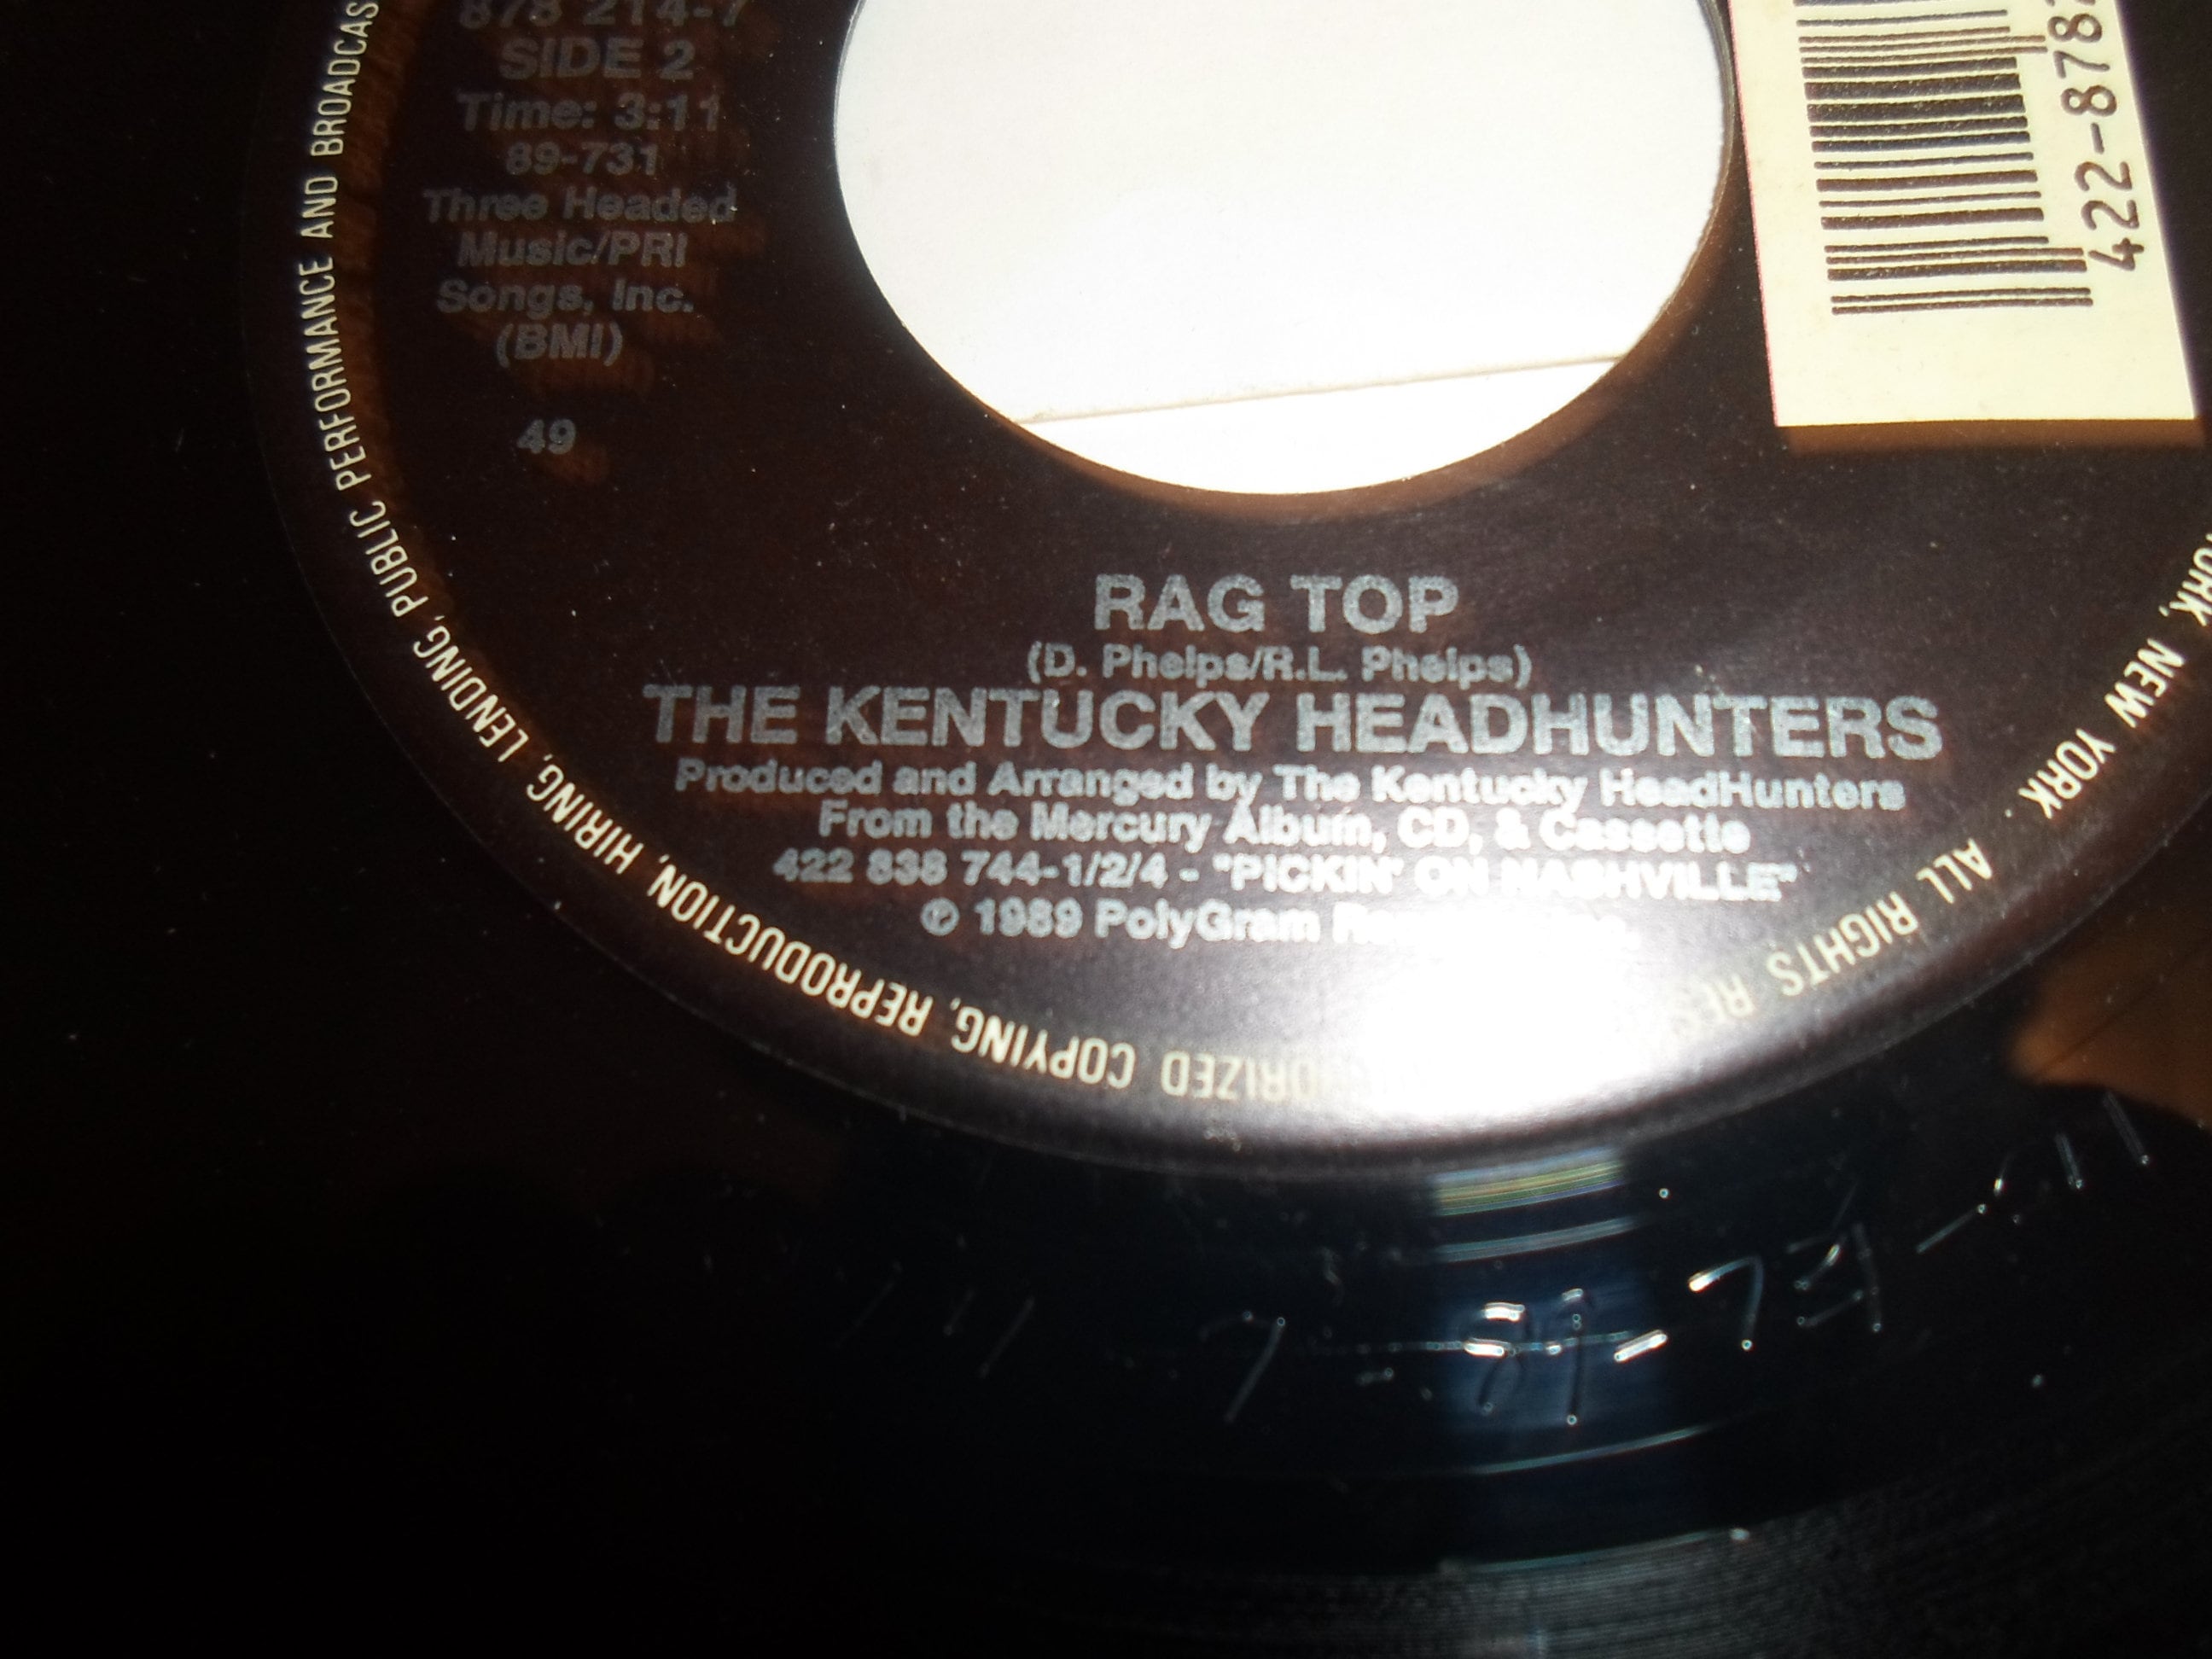 878 214-7
SIDE 2
Time: 3:11
89-731
Three Headed
Music/PRI
Songs, Inc.
(BMI)
49
422-878
RAG TOP
(D. Phelps/R.L. Phelps)
THE KENTUCKY HEADHUNTERS
Produced and Arranged by The Kentucky HeadHunters
From the Mercury Album, CD, & Cassette
422 838 744-1/2/4 - "PICKIN' ON NASHVILLE"
℗ 1989 PolyGram
NEW YORK . ALL RIGHTS COPYING, REPRODUCTION, HIRING, LENDING, PUBLIC PERFORMANCE AND BROADCAS